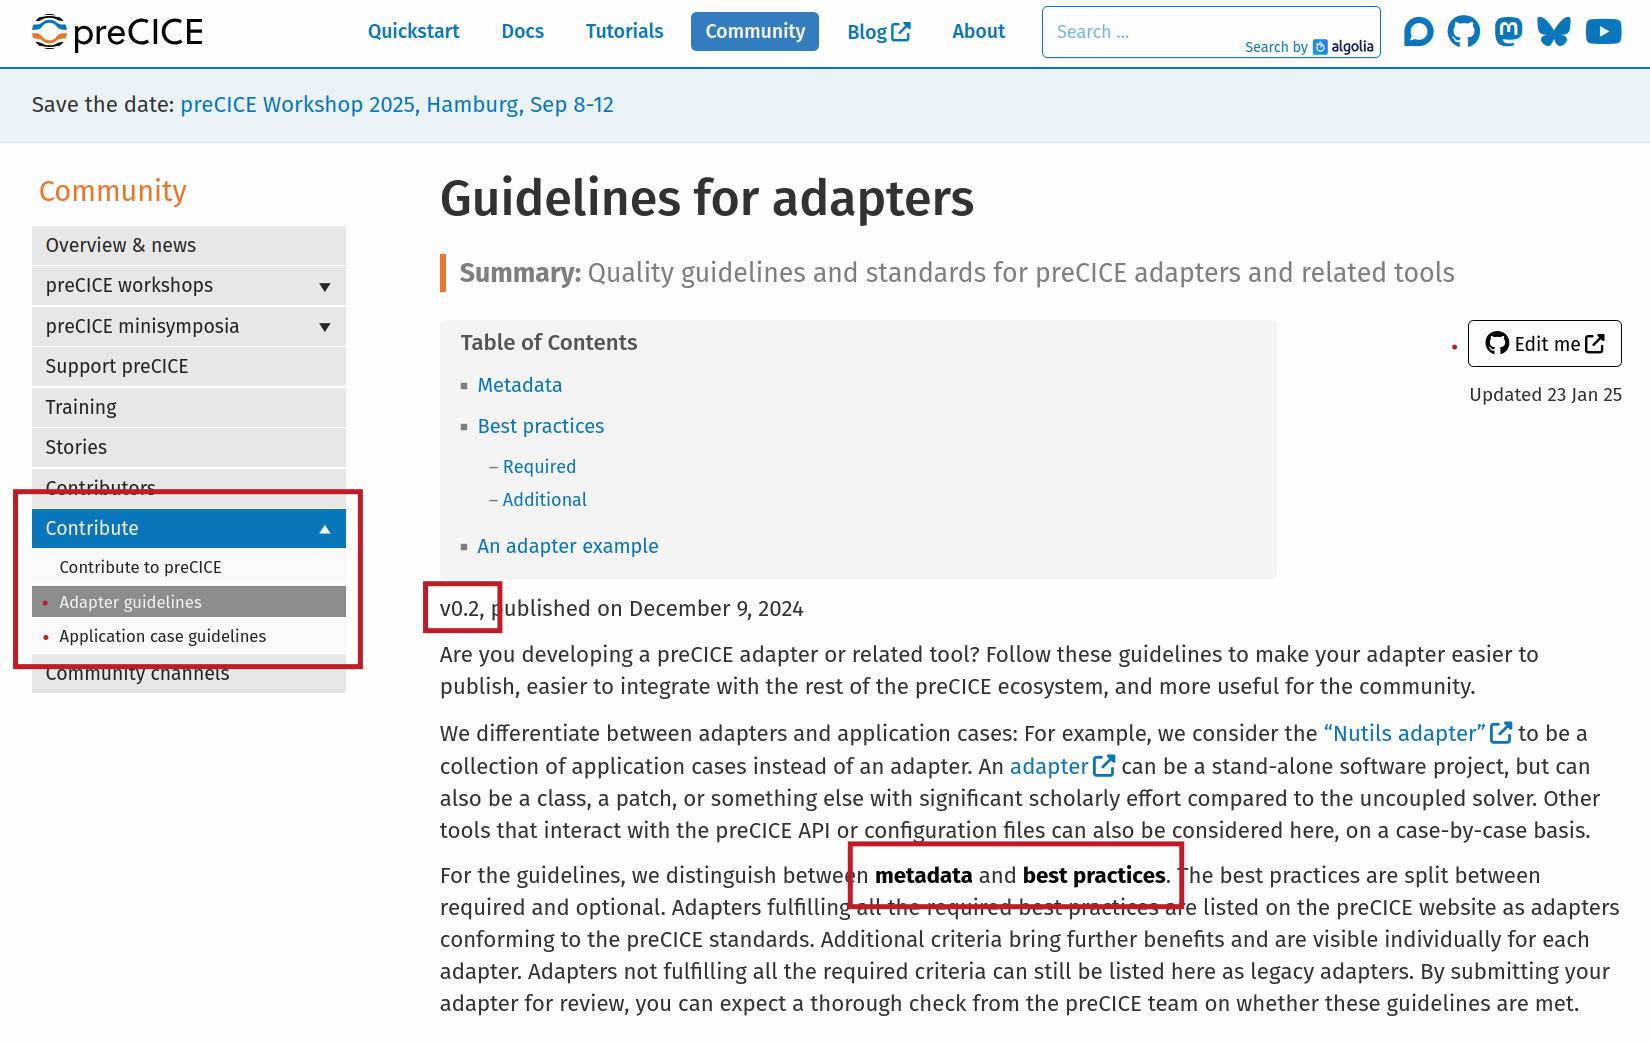 preCICE
Quickstart Docs Tutorials Community Blog About
Search ...
Search by algolia
Save the date: preCICE Workshop 2025, Hamburg, Sep 8-12
Community
Overview & news
preCICE workshops
preCICE minisymposia
Support preCICE
Training
Stories
Contributors
Contribute
Contribute to preCICE
Adapter guidelines
Application case guidelines
Community channels
Guidelines for adapters
Summary: Quality guidelines and standards for preCICE adapters and related tools
Table of Contents
Metadata
Best practices
– Required
– Additional
An adapter example
Edit me
Updated 23 Jan 25
v0.2, published on December 9, 2024
Are you developing a preCICE adapter or related tool? Follow these guidelines to make your adapter easier to
publish, easier to integrate with the rest of the preCICE ecosystem, and more useful for the community.
We differentiate between adapters and application cases: For example, we consider the “Nutils adapter” to be a
collection of application cases instead of an adapter. An adapter can be a stand-alone software project, but can
also be a class, a patch, or something else with significant scholarly effort compared to the uncoupled solver. Other
tools that interact with the preCICE API or configuration files can also be considered here, on a case-by-case basis.
For the guidelines, we distinguish between metadata and best practices. The best practices are split between
required and optional. Adapters fulfilling all the required best practices are listed on the preCICE website as adapters
conforming to the preCICE standards. Additional criteria bring further benefits and are visible individually for each
adapter. Adapters not fulfilling all the required criteria can still be listed here as legacy adapters. By submitting your
adapter for review, you can expect a thorough check from the preCICE team on whether these guidelines are met.